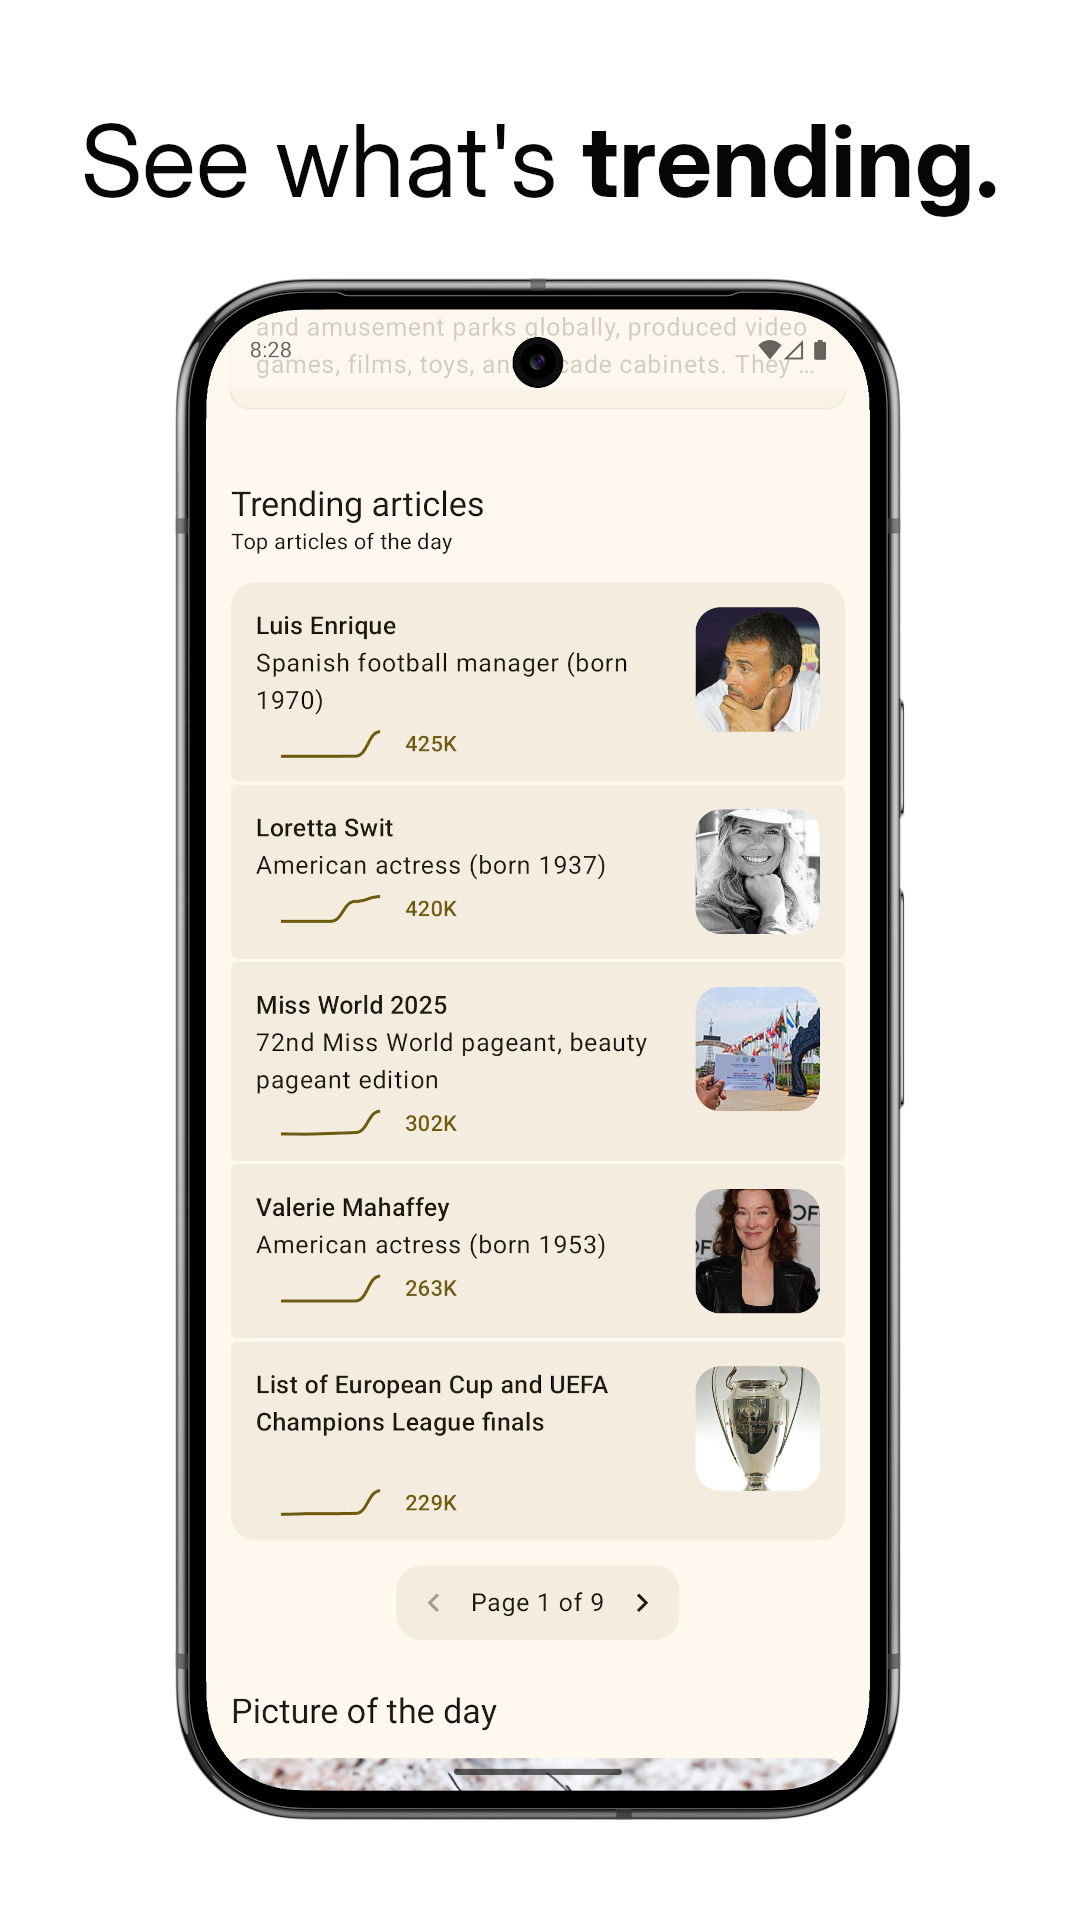 See what's trending.
and amusement parks globally, produced video
8:28
games, films, toys, an cade cabinets. They ...
Trending articles
Top articles of the day
Luis Enrique
Spanish football manager (born
1970)
425K
Loretta Swit
American actress (born 1937)
420K
Miss World 2025
72nd Miss World pageant, beauty
pageant edition
302K
Valerie Mahaffey
American actress (born 1953)
263K
List of European Cup and UEFA
Champions League finals
229K
Page 1 of 9
Picture of the day